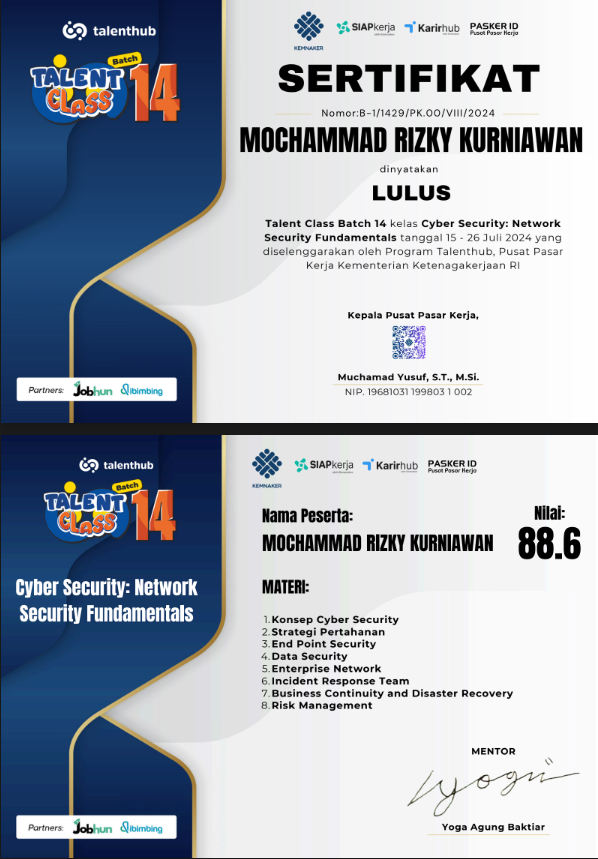 talenthub
TALENT CLASS Batch 14
KEMNAKER
SIAPkerja
Karirhub
PASKER ID
Pusat Pasar Kerja
SERTIFIKAT
Nomor:B-1/1429/PK.00/VIII/2024
MOCHAMMAD RIZKY KURNIAWAN
dinyatakan
LULUS
Talent Class Batch 14 kelas Cyber Security: Network
Security Fundamentals tanggal 15 - 26 Juli 2024 yang
diselenggarakan oleh Program Talenthub, Pusat Pasar
Kerja Kementerian Ketenagakerjaan RI
Kepala Pusat Pasar Kerja,
Muchamad Yusuf, S.T., M.Si.
NIP. 19681031 199803 1 002
Partners: Jobhun dibimbing
talenthub
TALENT CLASS Batch 14
Cyber Security: Network
Security Fundamentals
KEMNAKER
SIAPkerja
Karirhub
PASKER ID
Pusat Pasar Kerja
Nama Peserta:
MOCHAMMAD RIZKY KURNIAWAN
Nilai:
88.6
MATERI:
1. Konsep Cyber Security
2. Strategi Pertahanan
3. End Point Security
4. Data Security
5. Enterprise Network
6. Incident Response Team
7. Business Continuity and Disaster Recovery
8. Risk Management
MENTOR
Yoga Agung Baktiar
Partners: Jobhun dibimbing